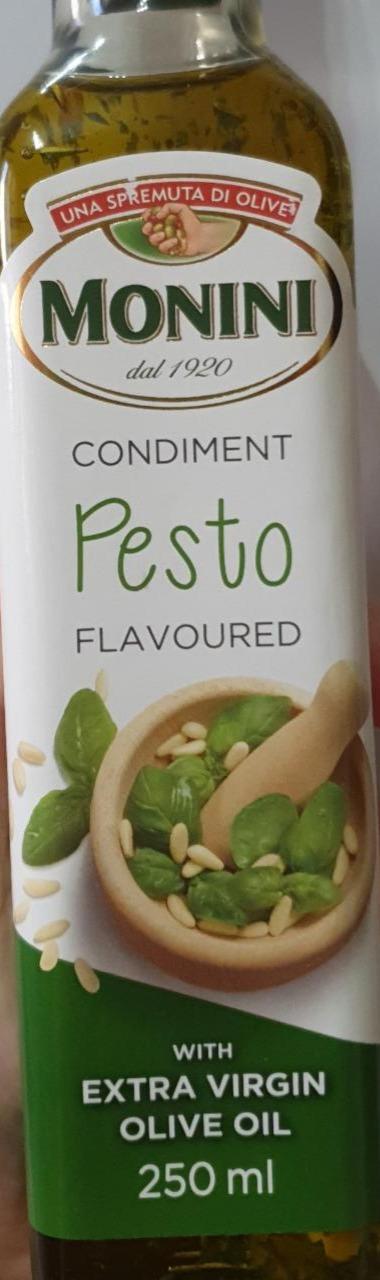 UNA SPREMUTA DI OLIVE
MONINI
dal 1920
CONDIMENT
Pesto
FLAVOURED
WITH
EXTRA VIRGIN
OLIVE OIL
250 ml